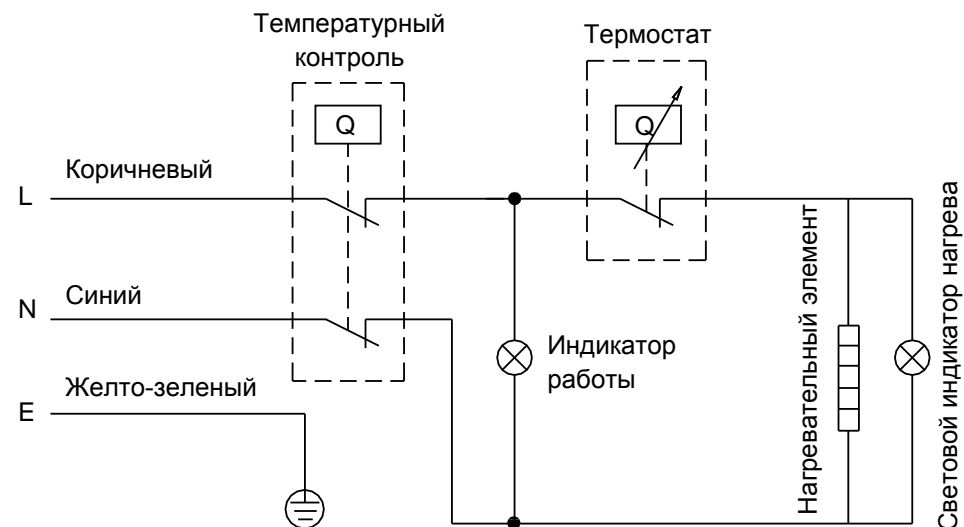 Температурный
контроль
Термостат
Q
Q
Коричневый
L
Синий
N
Желто-зеленый
E
Индикатор
работы
Нагревательный элемент
Световой индикатор нагрева